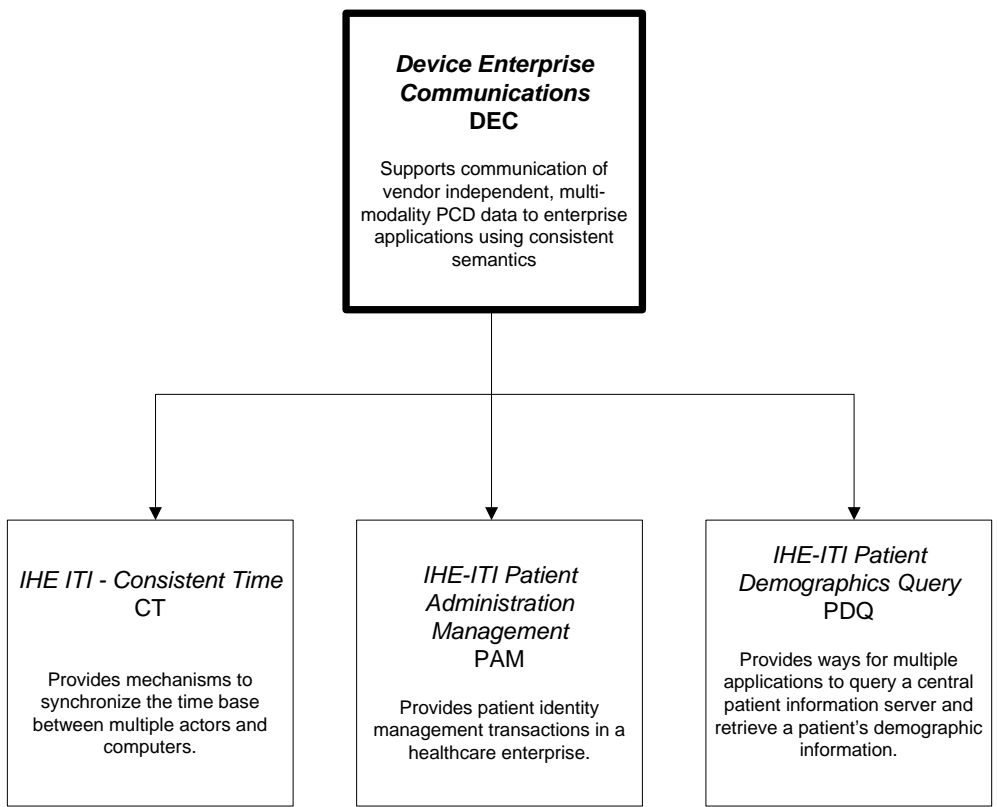 Device Enterprise
Communications
DEC
Supports communication of
vendor independent, multi-
modality PCD data to enterprise
applications using consistent
semantics
IHE ITI - Consistent Time
CT
Provides mechanisms to
synchronize the time base
between multiple actors and
computers.
IHE-ITI Patient
Administration
Management
PAM
Provides patient identity
management transactions in a
healthcare enterprise.
IHE-ITI Patient
Demographics Query
PDQ
Provides ways for multiple
applications to query a central
patient information server and
retrieve a patient’s demographic
information.